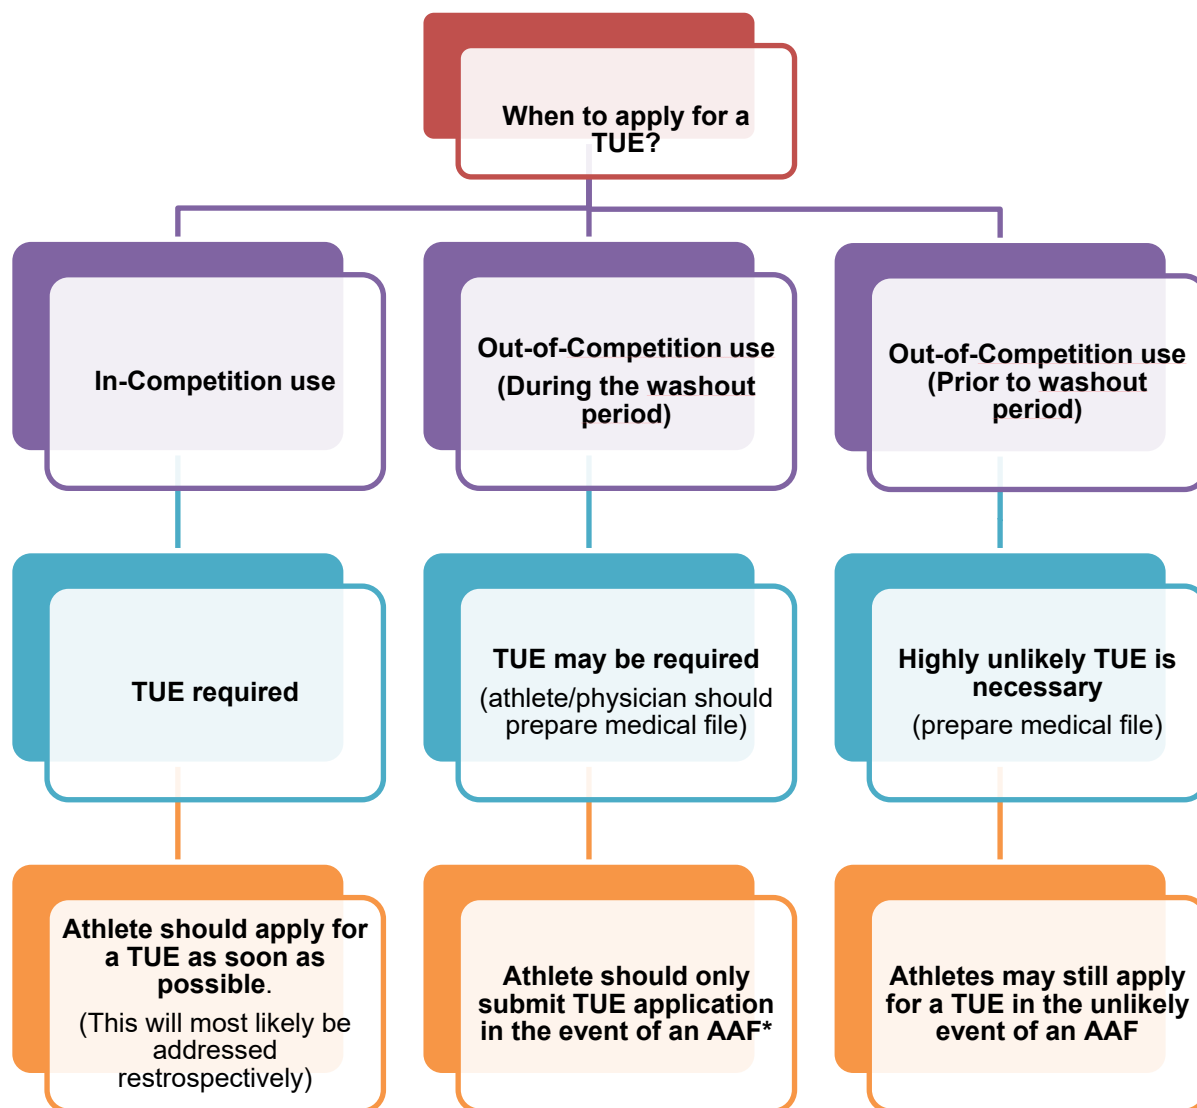 When to apply for a
TUE?
In-Competition use
Out-of-Competition use
(During the washout
period)
Out-of-Competition use
(Prior to washout
period)
TUE required
TUE may be required
(athlete/physician should
prepare medical file)
Highly unlikely TUE is
necessary
(prepare medical file)
Athlete should apply for
a TUE as soon as
possible.
(This will most likely be
addressed
restrospectively)
Athlete should only
submit TUE application
in the event of an AAF*
Athletes may still apply
for a TUE in the unlikely
event of an AAF